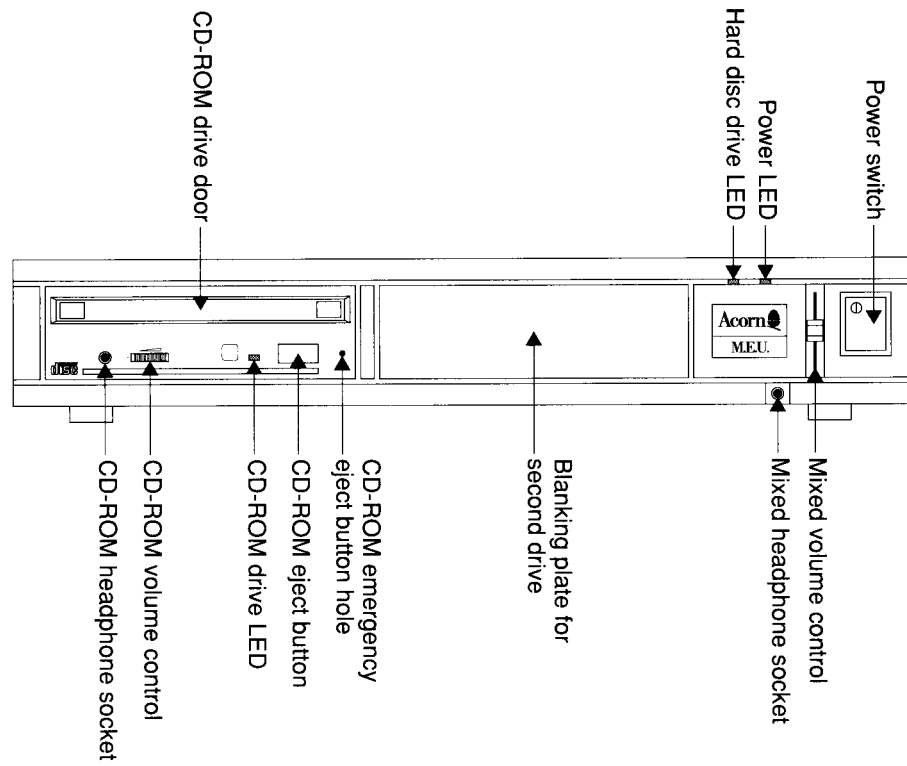 CD-ROM drive door
Hard disc drive LED
Power LED
Power switch
Acorn
M.E.U.
disc
CD-ROM headphone socket
CD-ROM volume control
CD-ROM drive LED
CD-ROM eject button
CD-ROM emergency
eject button hole
Blanking plate for
second drive
Mixed headphone socket
Mixed volume control